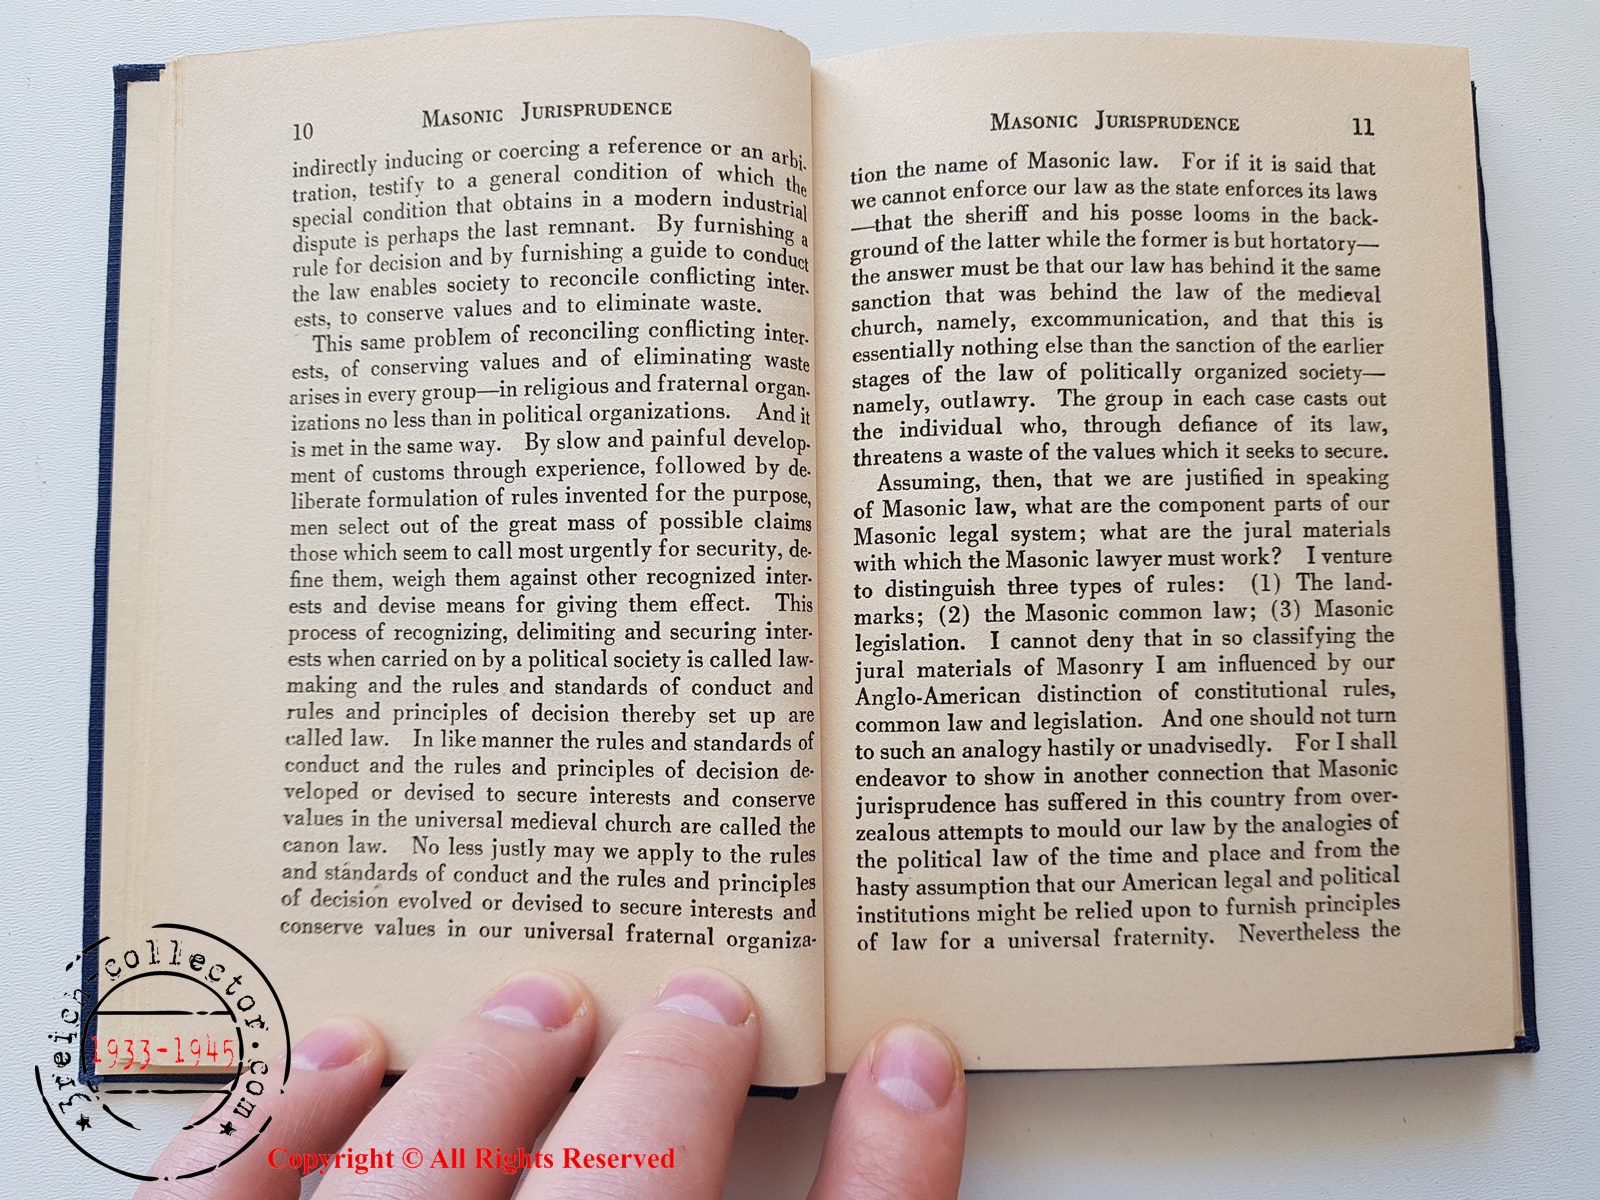 10
MASONIC JURISPRUDENCE
indirectly inducing or coercing a reference or an arbi-
tration, testify to a general condition of which the
special condition that obtains in a modern industrial
dispute is perhaps the last remnant. By furnishing a
rule for decision and by furnishing a guide to conduct
the law enables society to reconcile conflicting inter-
ests, to conserve values and to eliminate waste.
This same problem of reconciling conflicting inter-
ests, of conserving values and of eliminating waste
arises in every group—in religious and fraternal organ-
izations no less than in political organizations. And it
is met in the same way. By slow and painful develop-
ment of customs through experience, followed by de-
liberate formulation of rules invented for the purpose,
men select out of the great mass of possible claims
those which seem to call most urgently for security, de-
fine them, weigh them against other recognized inter-
ests and devise means for giving them effect. This
process of recognizing, delimiting and securing inter-
ests when carried on by a political society is called law-
making and the rules and standards of conduct and
rules and principles of decision thereby set up are
called law. In like manner the rules and standards of
conduct and the rules and principles of decision de-
veloped or devised to secure interests and conserve
values in the universal medieval church are called the
canon law. No less justly may we apply to the rules
and standards of conduct and the rules and principles
of decision evolved or devised to secure interests and
conserve values in our universal fraternal organiza-
MASONIC JURISPRUDENCE
11
tion the name of Masonic law. For if it is said that
we cannot enforce our law as the state enforces its laws
—that the sheriff and his posse looms in the back-
ground of the latter while the former is but hortatory—
the answer must be that our law has behind it the same
sanction that was behind the law of the medieval
church, namely, excommunication, and that this is
essentially nothing else than the sanction of the earlier
stages of the law of politically organized society—
namely, outlawry. The group in each case casts out
the individual who, through defiance of its law,
threatens a waste of the values which it seeks to secure.
Assuming, then, that we are justified in speaking
of Masonic law, what are the component parts of our
Masonic legal system; what are the jural materials
with which the Masonic lawyer must work? I venture
to distinguish three types of rules: (1) The land-
marks; (2) the Masonic common law; (3) Masonic
legislation. I cannot deny that in so classifying the
jural materials of Masonry I am influenced by our
Anglo-American distinction of constitutional rules,
common law and legislation. And one should not turn
to such an analogy hastily or unadvisedly. For I shall
endeavor to show in another connection that Masonic
jurisprudence has suffered in this country from over-
zealous attempts to mould our law by the analogies of
the political law of the time and place and from the
hasty assumption that our American legal and political
institutions might be relied upon to furnish principles
of law for a universal fraternity. Nevertheless the
3reich-collector.com
1933-1945
Copyright © All Rights Reserved